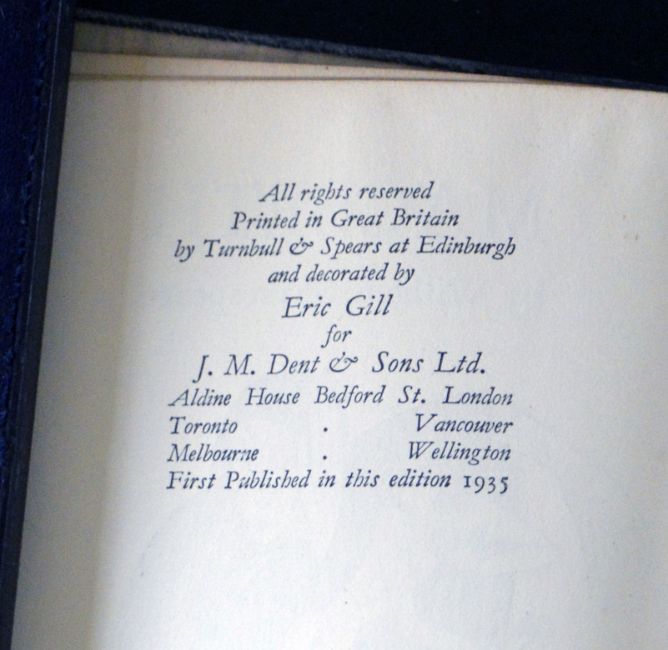 All rights reserved
Printed in Great Britain
by Turnbull & Spears at Edinburgh
and decorated by
Eric Gill
for
J. M. Dent & Sons Ltd.
Aldine House Bedford St. London
Toronto . Vancouver
Melbourne . Wellington
First Published in this edition 1935